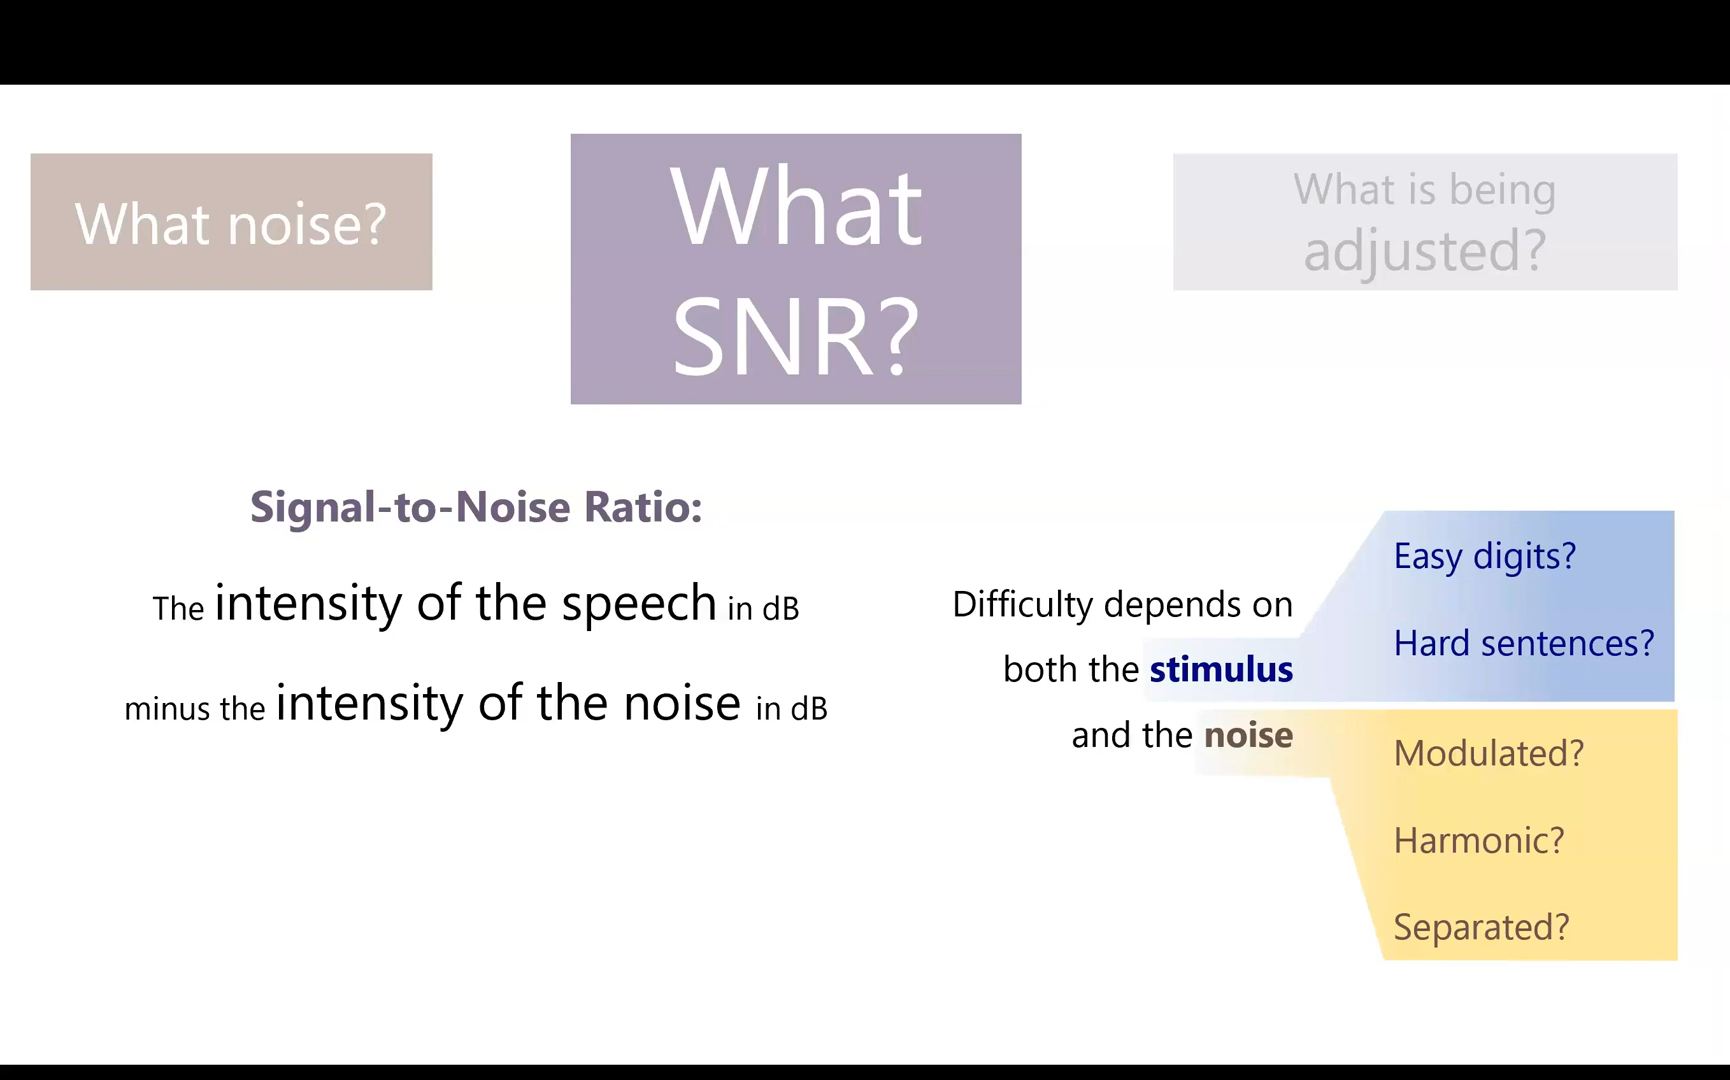 What noise?
What
SNR?
What is being
adjusted?
Signal-to-Noise Ratio:
The intensity of the speech in dB
minus the intensity of the noise in dB
Difficulty depends on
both the stimulus
and the noise
Easy digits?
Hard sentences?
Modulated?
Harmonic?
Separated?